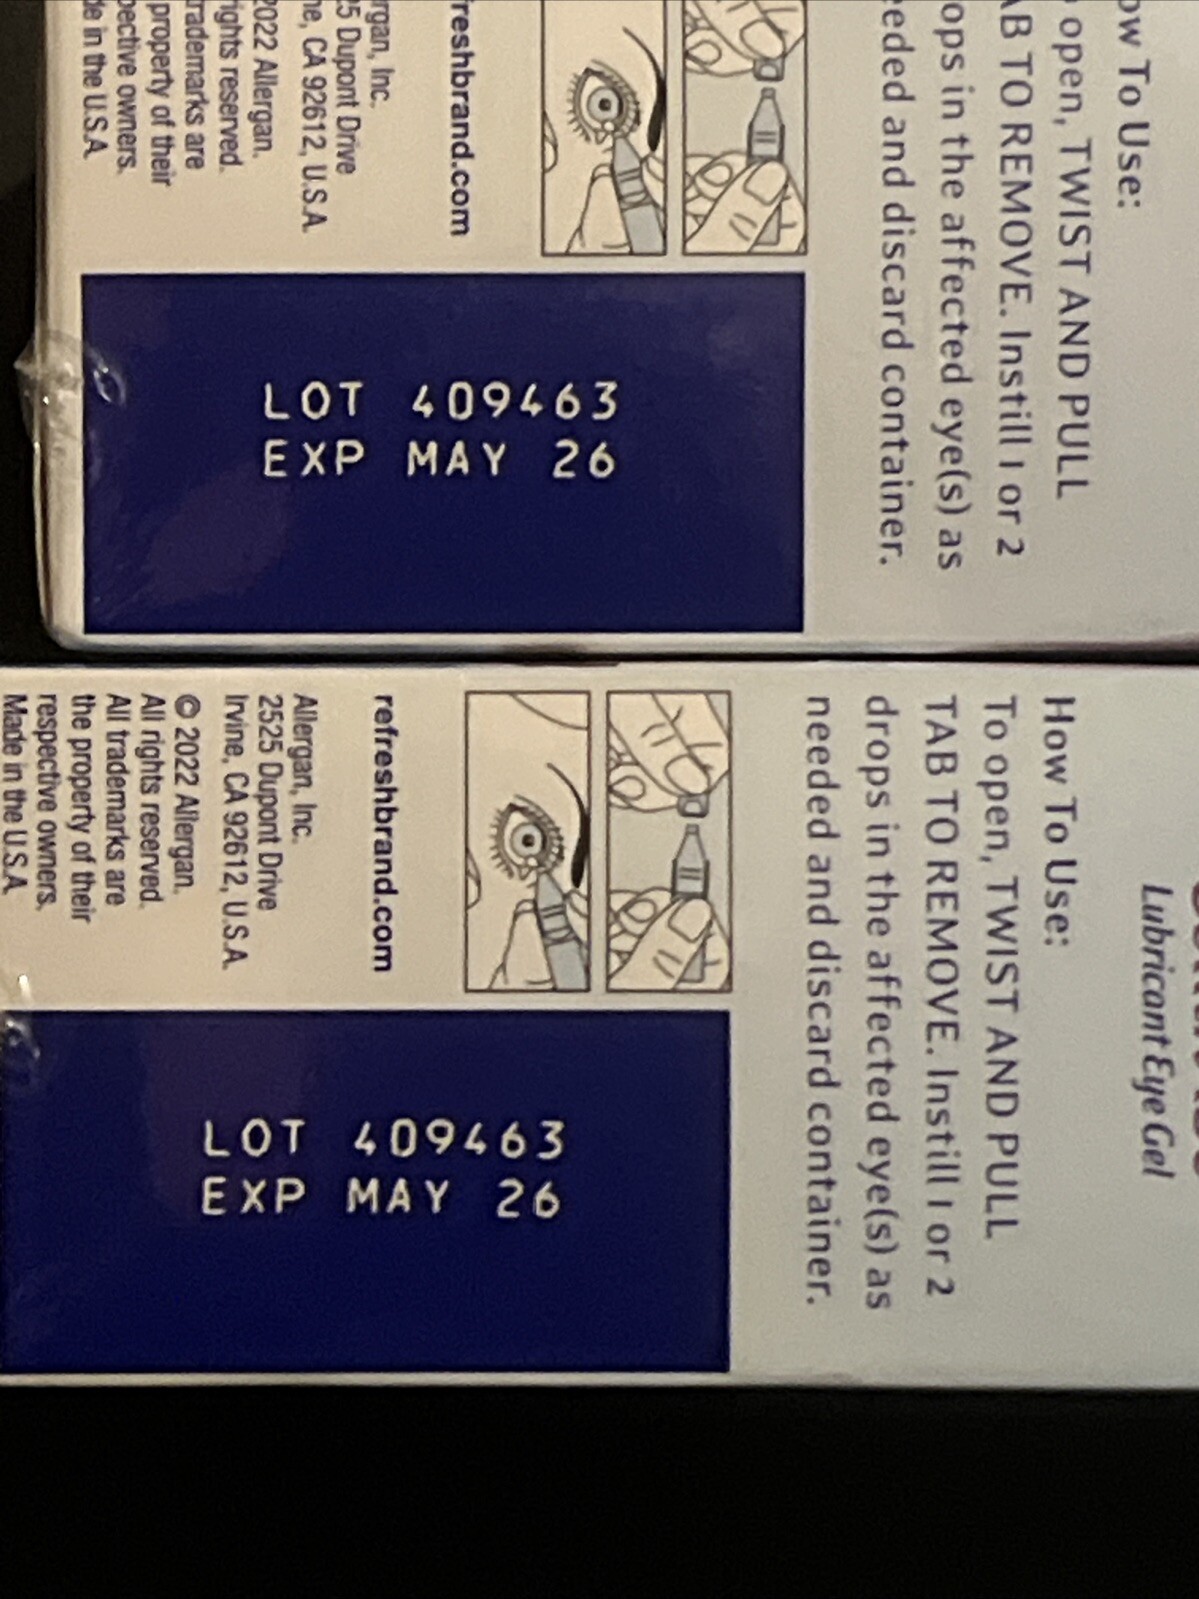 ow To Use:
open, TWIST AND PULL
AB TO REMOVE. Instill 1 or 2
ops in the affected eye(s) as
eeded and discard container.
freshbrand.com
rgan, Inc.
25 Dupont Drive
ne, CA 92612, U.S.A.
2022 Allergan.
rights reserved.
trademarks are
property of their
pective owners.
de in the U.S.A.
LOT 409463
EXP MAY 26
Lubricant Eye Gel
How To Use:
To open, TWIST AND PULL
TAB TO REMOVE. Instill 1 or 2
drops in the affected eye(s) as
needed and discard container.
refreshbrand.com
Allergan, Inc.
2525 Dupont Drive
Irvine, CA 92612, U.S.A.
© 2022 Allergan.
All rights reserved.
All trademarks are
the property of their
respective owners.
Made in the U.S.A.
LOT 409463
EXP MAY 26